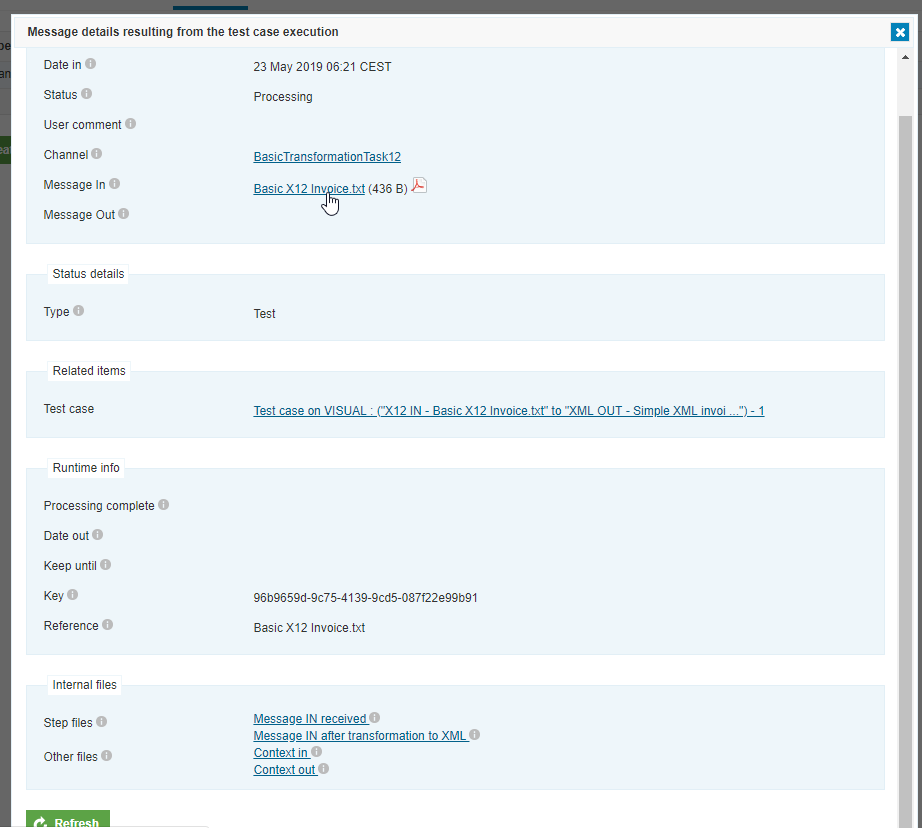 Message details resulting from the test case execution
Date in 23 May 2019 06:21 CEST
Status Processing
User comment
Channel BasicTransformationTask12
Message In Basic X12 Invoice.txt (436 B)
Message Out
Status details
Type Test
Related items
Test case Test case on VISUAL : ("X12 IN - Basic X12 Invoice.txt" to "XML OUT - Simple XML invoi ...") - 1
Runtime info
Processing complete
Date out
Keep until
Key 96b9659d-9c75-4139-9cd5-087f22e99b91
Reference Basic X12 Invoice.txt
Internal files
Step files Message IN received
Message IN after transformation to XML
Other files Context in
Context out
Refresh